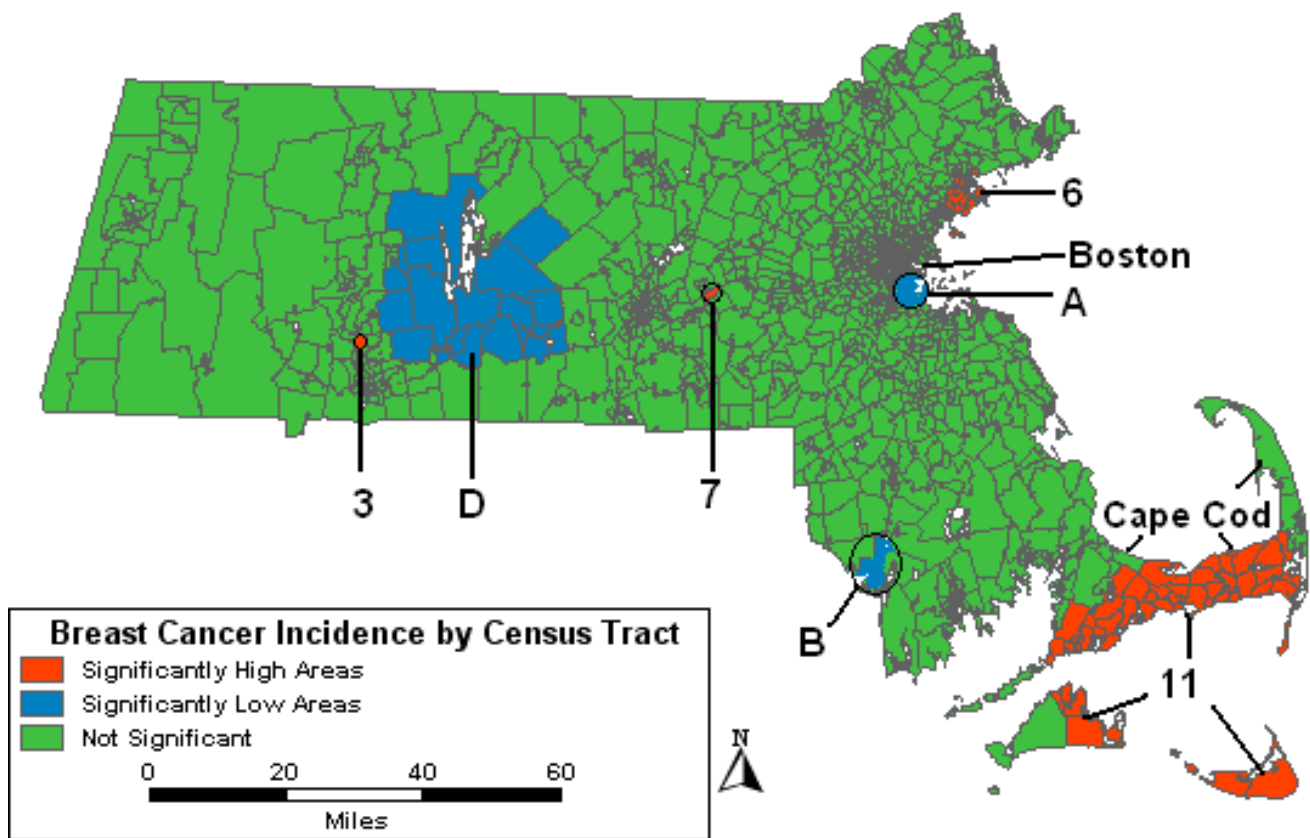 6
Boston
A
3
D
7
Cape Cod
B
11
Breast Cancer Incidence by Census Tract
Significantly High Areas
Significantly Low Areas
Not Significant
0 20 40 60
Miles
N